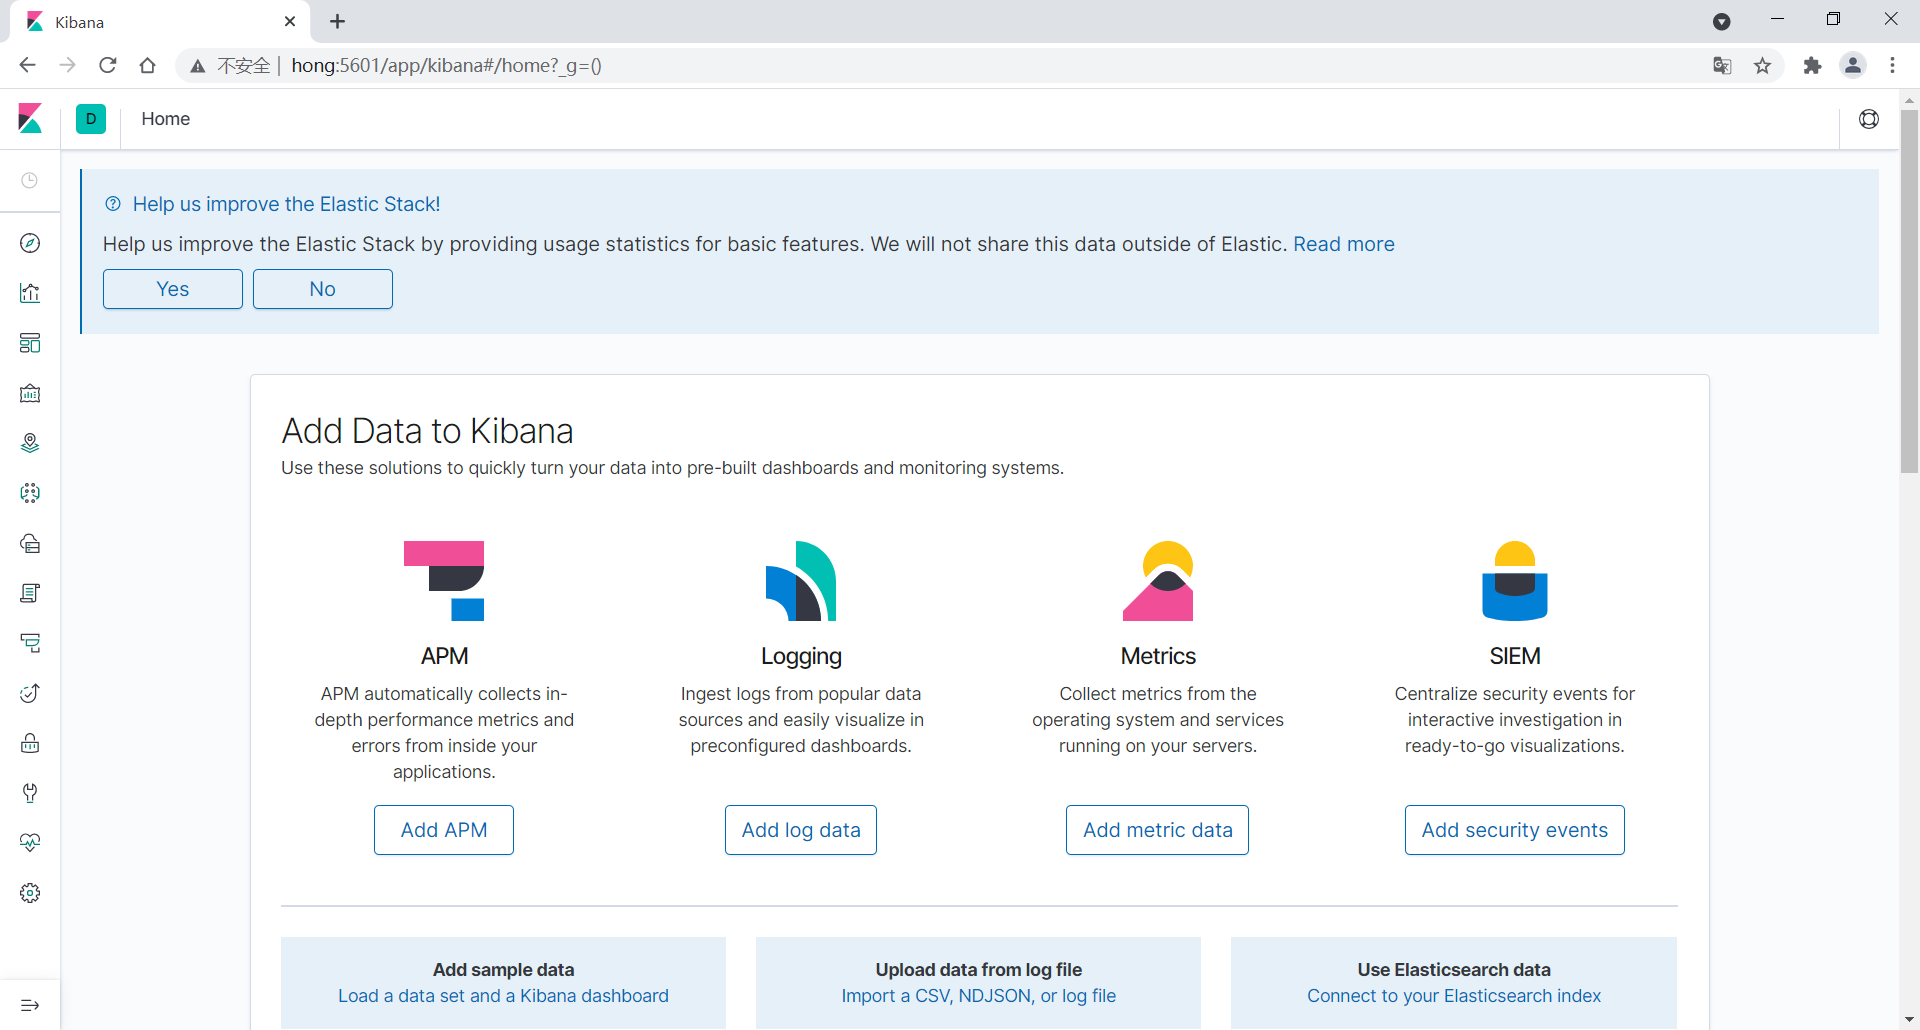 Kibana
不安全 | hong:5601/app/kibana#/home?_g=()
D Home
Help us improve the Elastic Stack!
Help us improve the Elastic Stack by providing usage statistics for basic features. We will not share this data outside of Elastic. Read more
Yes No
Add Data to Kibana
Use these solutions to quickly turn your data into pre-built dashboards and monitoring systems.
APM
APM automatically collects in-
depth performance metrics and
errors from inside your
applications.
Add APM
Logging
Ingest logs from popular data
sources and easily visualize in
preconfigured dashboards.
Add log data
Metrics
Collect metrics from the
operating system and services
running on your servers.
Add metric data
SIEM
Centralize security events for
interactive investigation in
ready-to-go visualizations.
Add security events
Add sample data
Load a data set and a Kibana dashboard
Upload data from log file
Import a CSV, NDJSON, or log file
Use Elasticsearch data
Connect to your Elasticsearch index